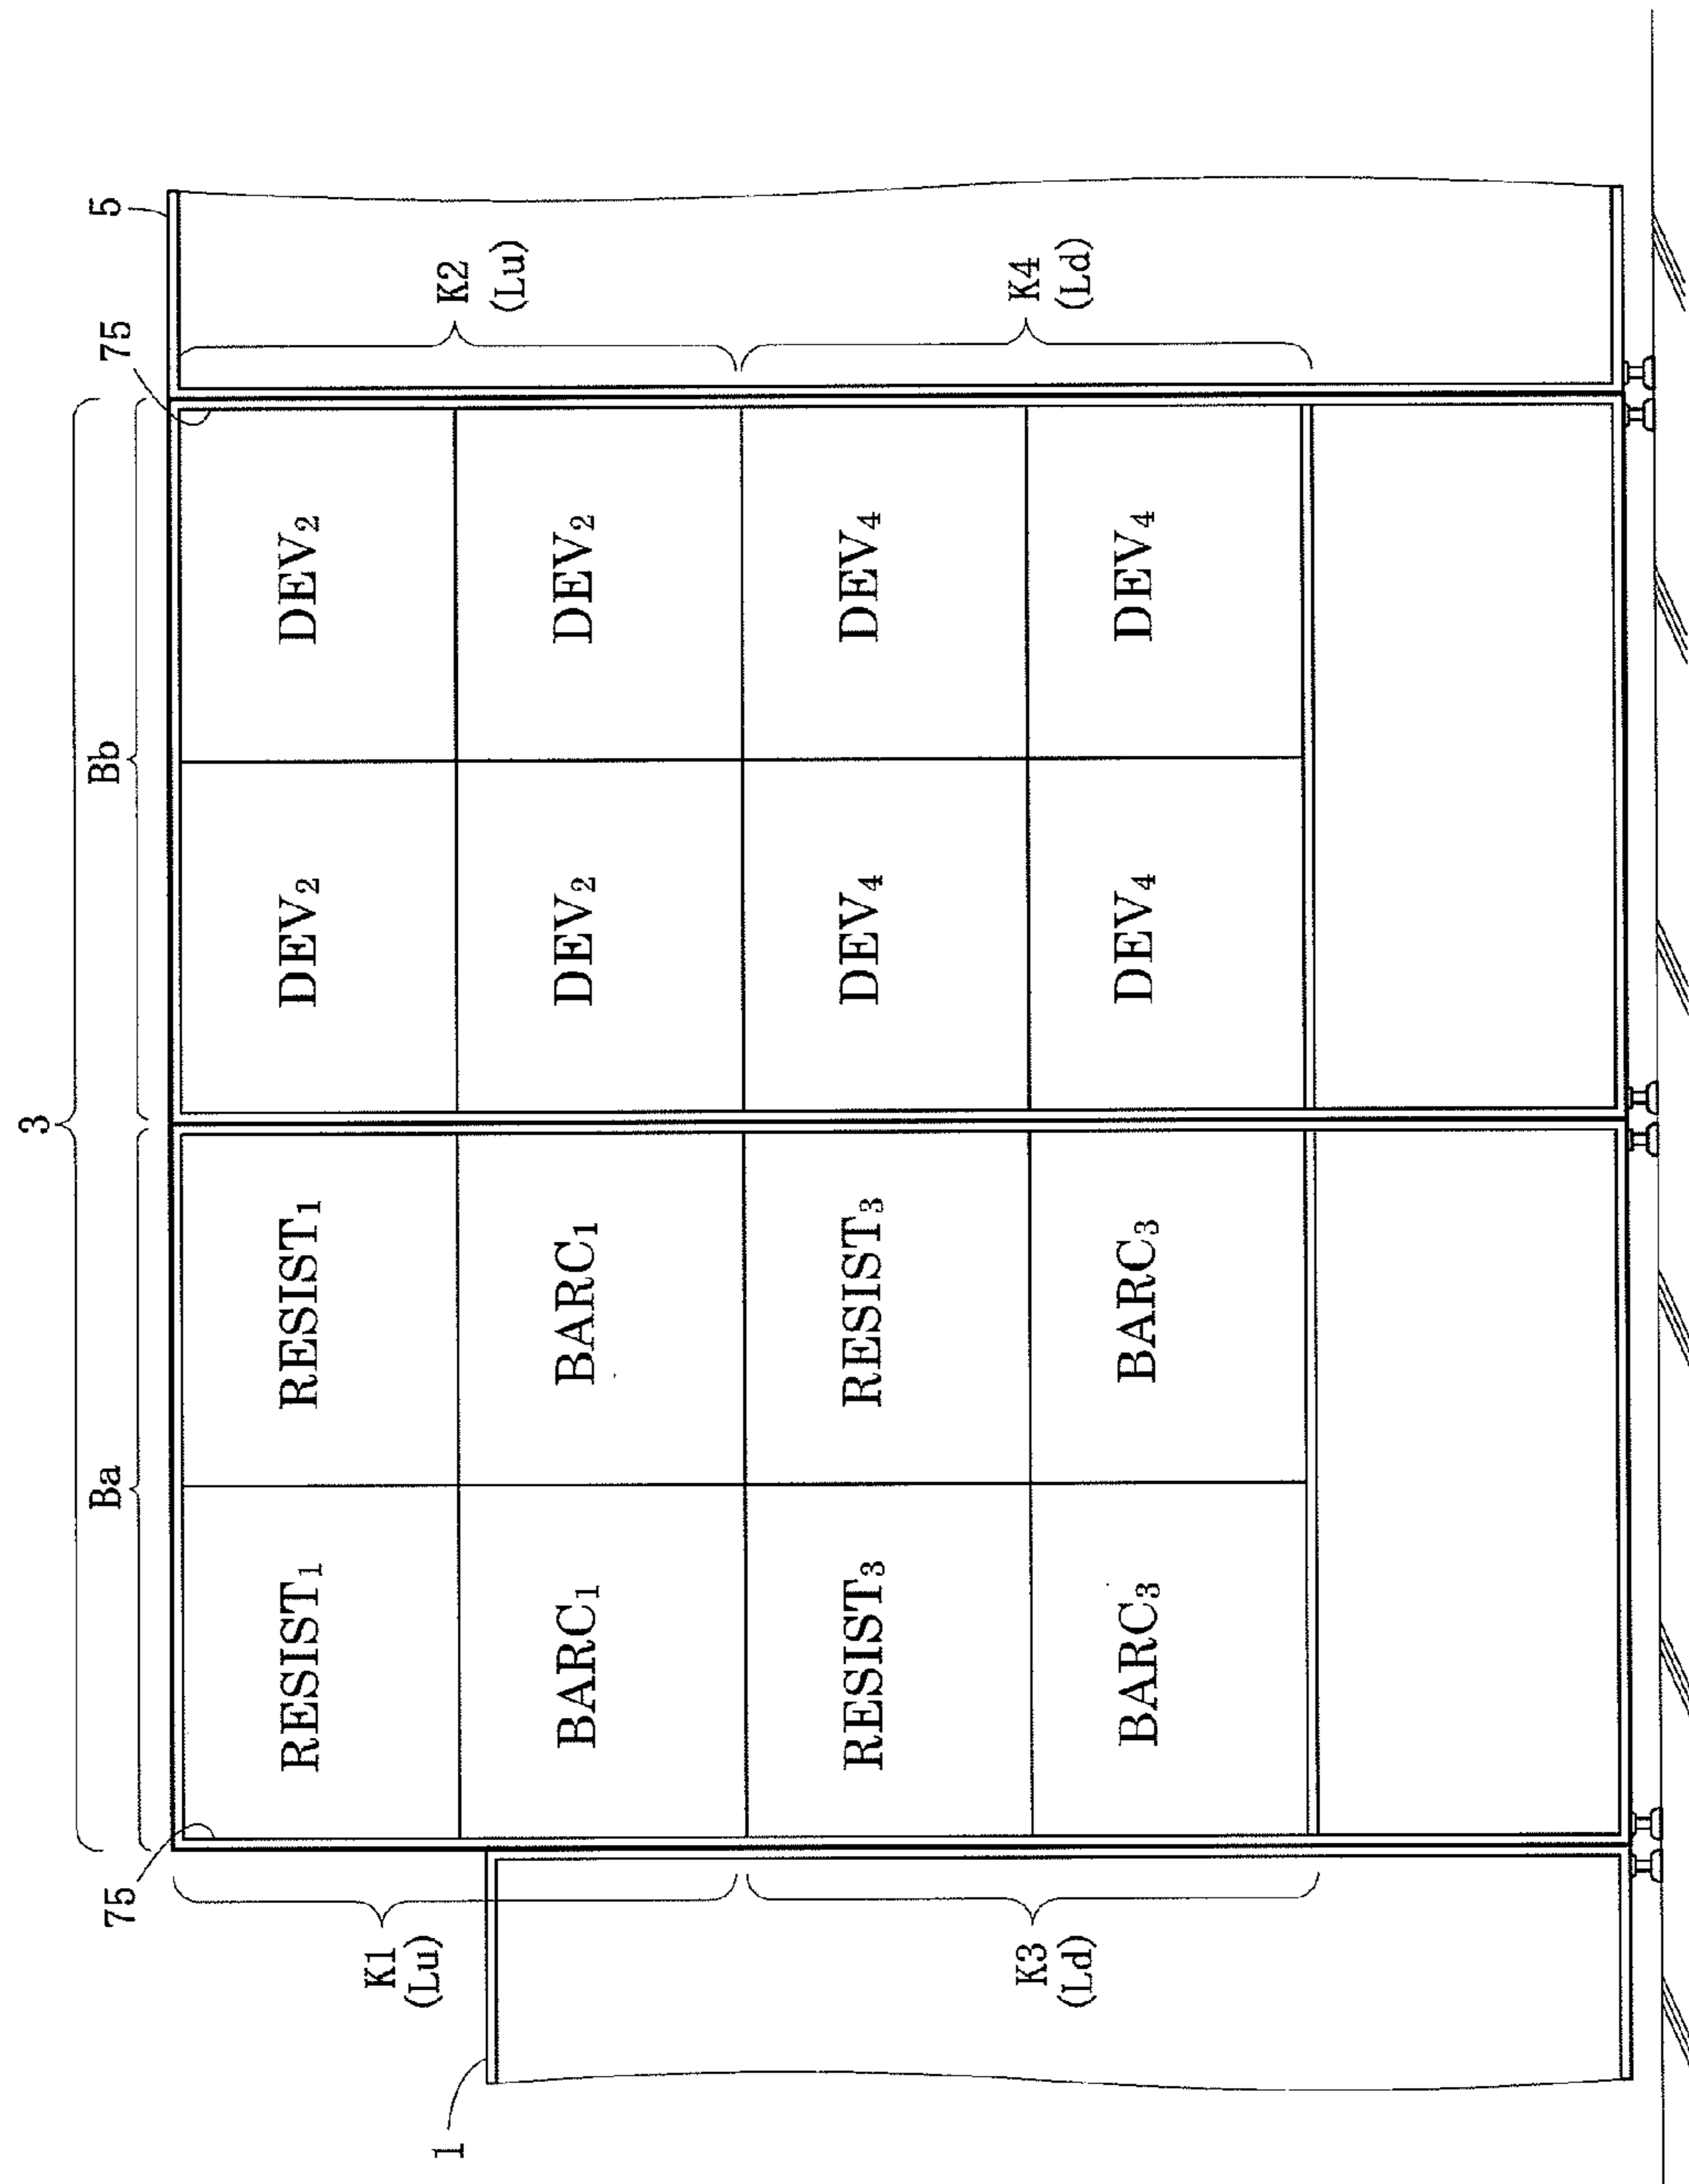 3
Ba Bb
75 75 5
1
K1
(Lu)
RESIST₁ RESIST₁ DEV₂ DEV₂
K2
(Lu)
BARC₁ BARC₁ DEV₂ DEV₂
K3
(Ld)
RESIST₃ RESIST₃ DEV₄ DEV₄
K4
(Ld)
BARC₃ BARC₃ DEV₄ DEV₄